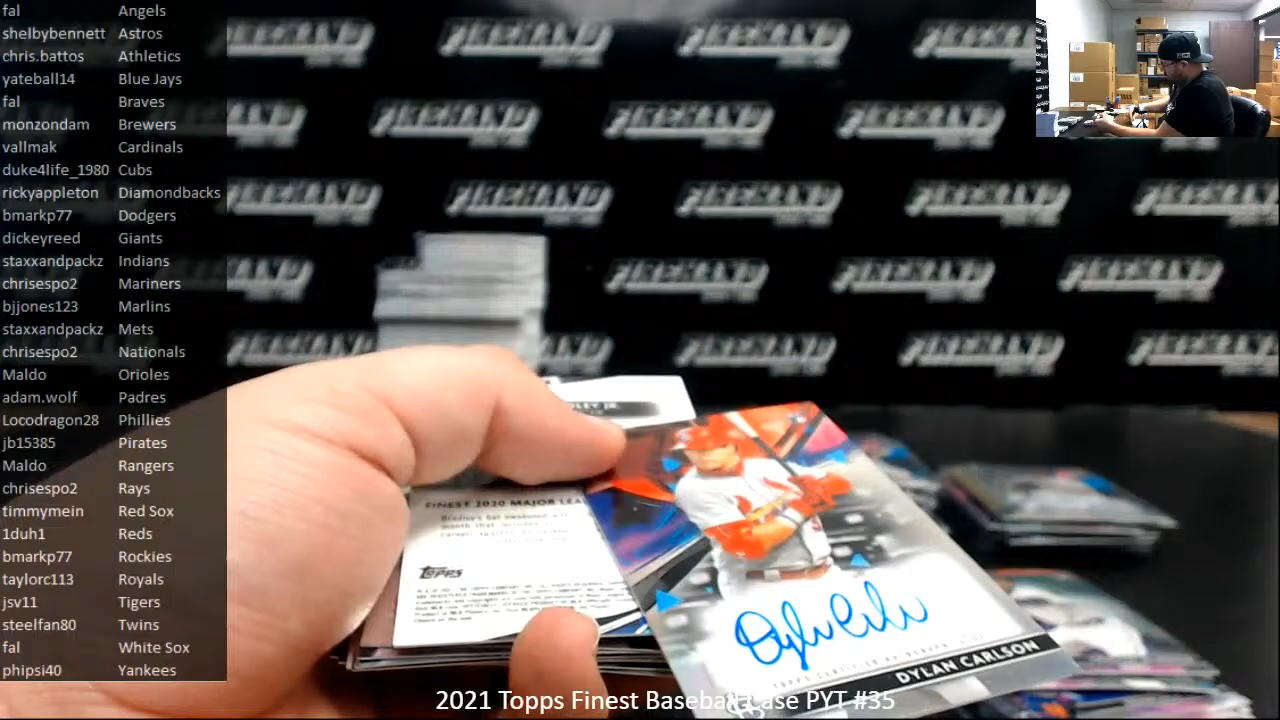 fal Angels
shelbybennett Astros
chris.battos Athletics
yateball14 Blue Jays
fal Braves
monzondam Brewers
vallmak Cardinals
duke4life_1980 Cubs
rickyappleton Diamondbacks
bmarkp77 Dodgers
dickeyreed Giants
staxxandpackz Indians
chrisespo2 Mariners
bjjones123 Marlins
staxxandpackz Mets
chrisespo2 Nationals
Maldo Orioles
adam.wolf Padres
Locodragon28 Phillies
jb15385 Pirates
Maldo Rangers
chrisespo2 Rays
timmymein Red Sox
1duh1 Reds
bmarkp77 Rockies
taylorc113 Royals
jsv11 Tigers
steelfan80 Twins
fal White Sox
phipsi40 Yankees
FIREHAND
FINEST 2020 MAJOR LEA
Topps
DYLAN CARLSON
2021 Topps Finest Baseball Case PYT #35